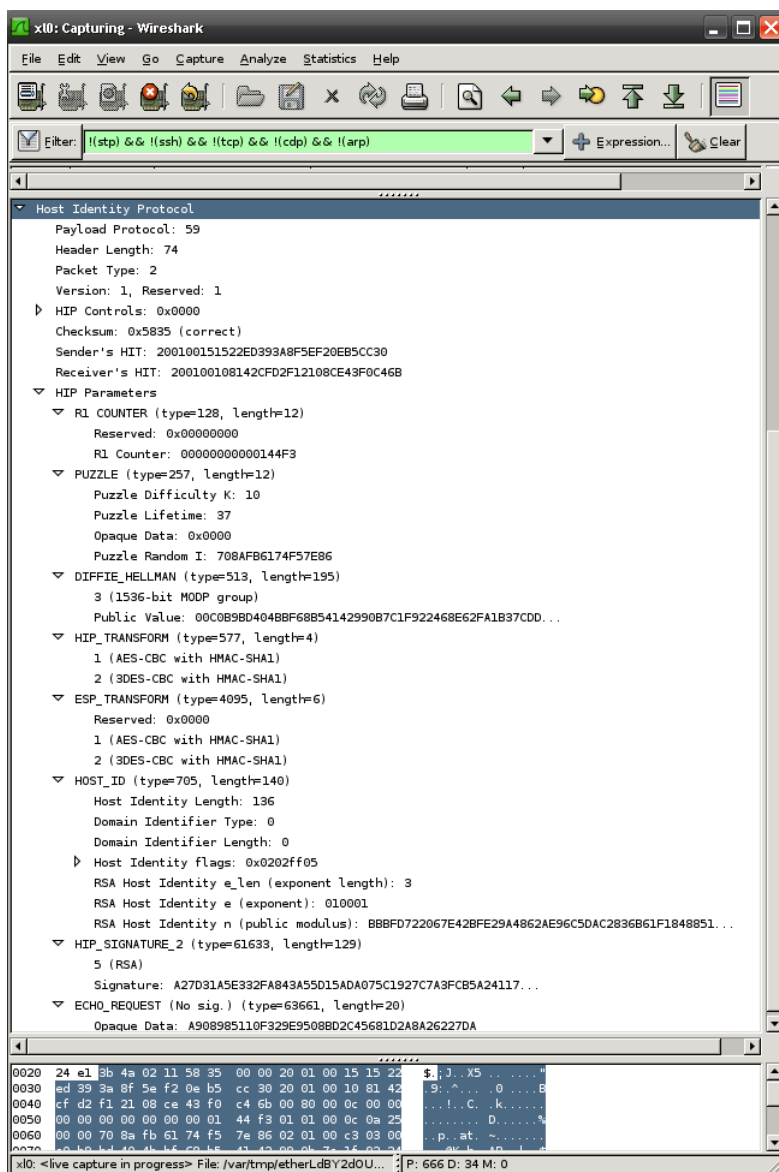 xl0: Capturing - Wireshark
File Edit View Go Capture Analyze Statistics Help
Filter: !(stp) && !(ssh) && !(tcp) && !(cdp) && !(arp) Expression... Clear
Host Identity Protocol
Payload Protocol: 59
Header Length: 74
Packet Type: 2
Version: 1, Reserved: 1
HIP Controls: 0x0000
Checksum: 0x5835 (correct)
Sender's HIT: 200100151522ED393A8F5EF20EB5CC30
Receiver's HIT: 200100108142CFD2F12108CE43F0C46B
HIP Parameters
R1 COUNTER (type=128, length=12)
Reserved: 0x00000000
R1 Counter: 00000000000144F3
PUZZLE (type=257, length=12)
Puzzle Difficulty K: 10
Puzzle Lifetime: 37
Opaque Data: 0x0000
Puzzle Random I: 708AFB6174F57E86
DIFFIE_HELLMAN (type=513, length=195)
3 (1536-bit MODP group)
Public Value: 00C0B9BD404BBF68B54142990B7C1F922468E62FA1B37CDD...
HIP_TRANSFORM (type=577, length=4)
1 (AES-CBC with HMAC-SHA1)
2 (3DES-CBC with HMAC-SHA1)
ESP_TRANSFORM (type=4095, length=6)
Reserved: 0x0000
1 (AES-CBC with HMAC-SHA1)
2 (3DES-CBC with HMAC-SHA1)
HOST_ID (type=705, length=140)
Host Identity Length: 136
Domain Identifier Type: 0
Domain Identifier Length: 0
Host Identity flags: 0x0202ff05
RSA Host Identity e_len (exponent length): 3
RSA Host Identity e (exponent): 010001
RSA Host Identity n (public modulus): BBBFD722067E42BFE29A4862AE96C5DAC2836B61F1848851...
HIP_SIGNATURE_2 (type=61633, length=129)
5 (RSA)
Signature: A27D31A5E332FA843A55D15ADA075C1927C7A3FCB5A24117...
ECHO_REQUEST (No sig.) (type=63661, length=20)
Opaque Data: A908985110F329E9508BD2C45681D2A8A26227DA
0020 24 e1 3b 4a 02 11 58 35 00 00 20 01 00 15 15 22 $.;J..X5 .. ....."
0030 ed 39 3a 8f 5e f2 0e b5 cc 30 20 01 00 10 81 42 .9:.^... .0 ....B
0040 cf d2 f1 21 08 ce 43 f0 c4 6b 00 80 00 0c 00 00 ...!..C. .k......
0050 00 00 00 00 00 00 00 01 44 f3 01 01 00 0c 0a 25 ........ D......%
0060 00 00 70 8a fb 61 74 f5 7e 86 02 01 00 c3 03 00 ..p..at. ~.......
xl0: <live capture in progress> File: /var/tmp/etherLdBY2dOU... P: 666 D: 34 M: 0